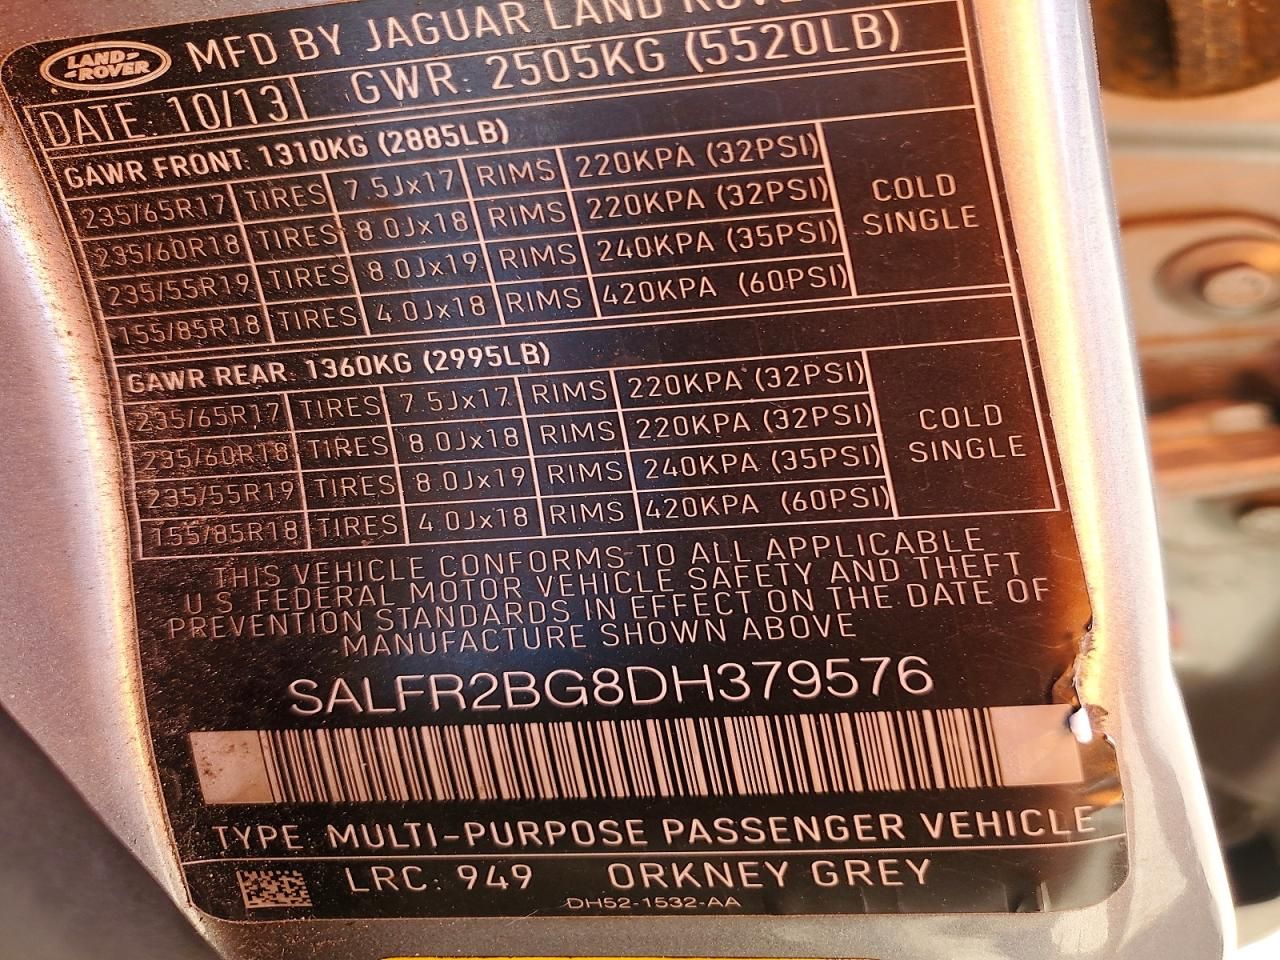 LAND-
-ROVER
MFD BY JAGUAR LAND ROVER
DATE: 10/13 GWR: 2505KG (5520LB)
GAWR FRONT: 1310KG (2885LB)
235/65R17 TIRES 7.5Jx17 RIMS 220KPA (32PSI)
235/60R18 TIRES 8.0Jx18 RIMS 220KPA (32PSI)
235/55R19 TIRES 8.0Jx19 RIMS 240KPA (35PSI)
155/85R18 TIRES 4.0Jx18 RIMS 420KPA (60PSI)
COLD
SINGLE
GAWR REAR: 1360KG (2995LB)
235/65R17 TIRES 7.5Jx17 RIMS 220KPA (32PSI)
235/60R18 TIRES 8.0Jx18 RIMS 220KPA (32PSI)
235/55R19 TIRES 8.0Jx19 RIMS 240KPA (35PSI)
155/85R18 TIRES 4.0Jx18 RIMS 420KPA (60PSI)
COLD
SINGLE
THIS VEHICLE CONFORMS TO ALL APPLICABLE
U.S. FEDERAL MOTOR VEHICLE SAFETY AND THEFT
PREVENTION STANDARDS IN EFFECT ON THE DATE OF
MANUFACTURE SHOWN ABOVE
SALFR2BG8DH379576
TYPE MULTI-PURPOSE PASSENGER VEHICLE
LRC: 949 ORKNEY GREY
DH52-1532-AA